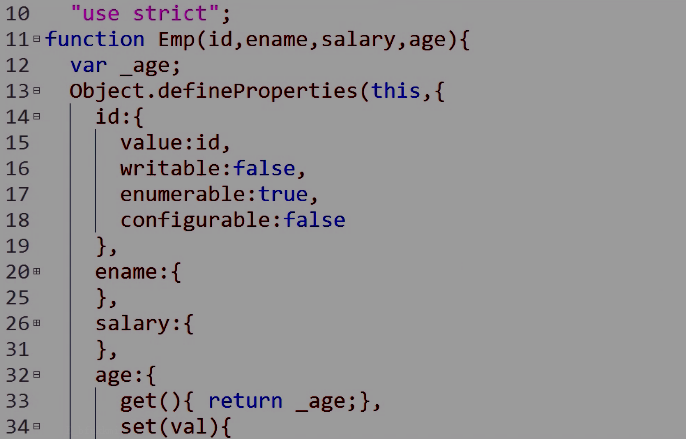 10 "use strict";
11 function Emp(id,ename,salary,age){
12 var _age;
13 Object.defineProperties(this,{
14 id:{
15 value:id,
16 writable:false,
17 enumerable:true,
18 configurable:false
19 },
20 ename:{
25 },
26 salary:{
31 },
32 age:{
33 get(){ return _age;},
34 set(val){